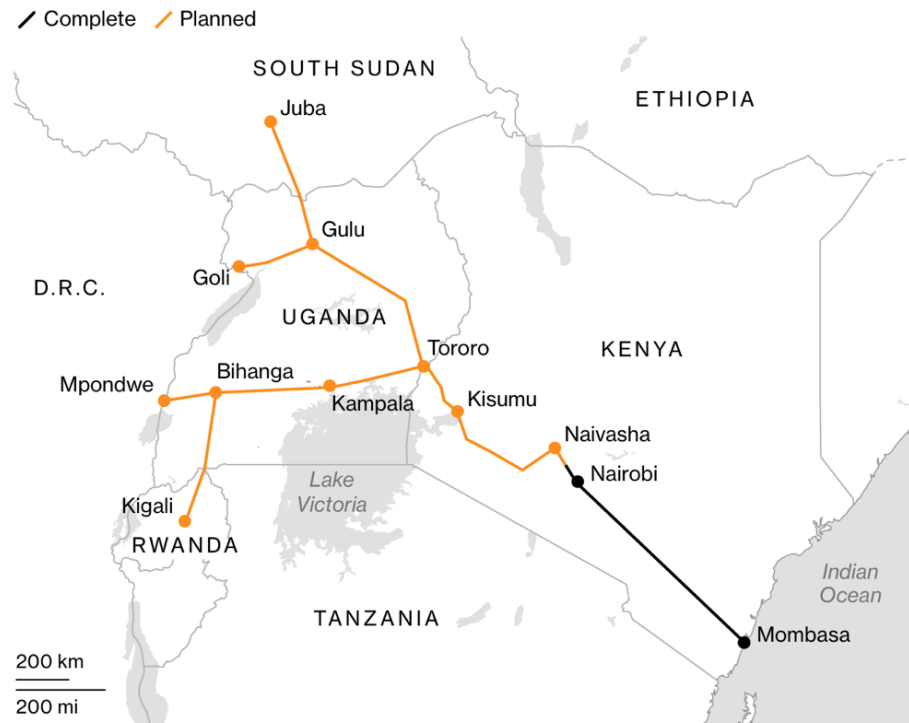 Complete Planned
SOUTH SUDAN
ETHIOPIA
Juba
Gulu
Goli
D.R.C.
UGANDA
Tororo
KENYA
Mpondwe
Bihanga
Kampala
Kisumu
Naivasha
Nairobi
Lake
Victoria
Kigali
RWANDA
Indian
Ocean
TANZANIA
Mombasa
200 km
200 mi